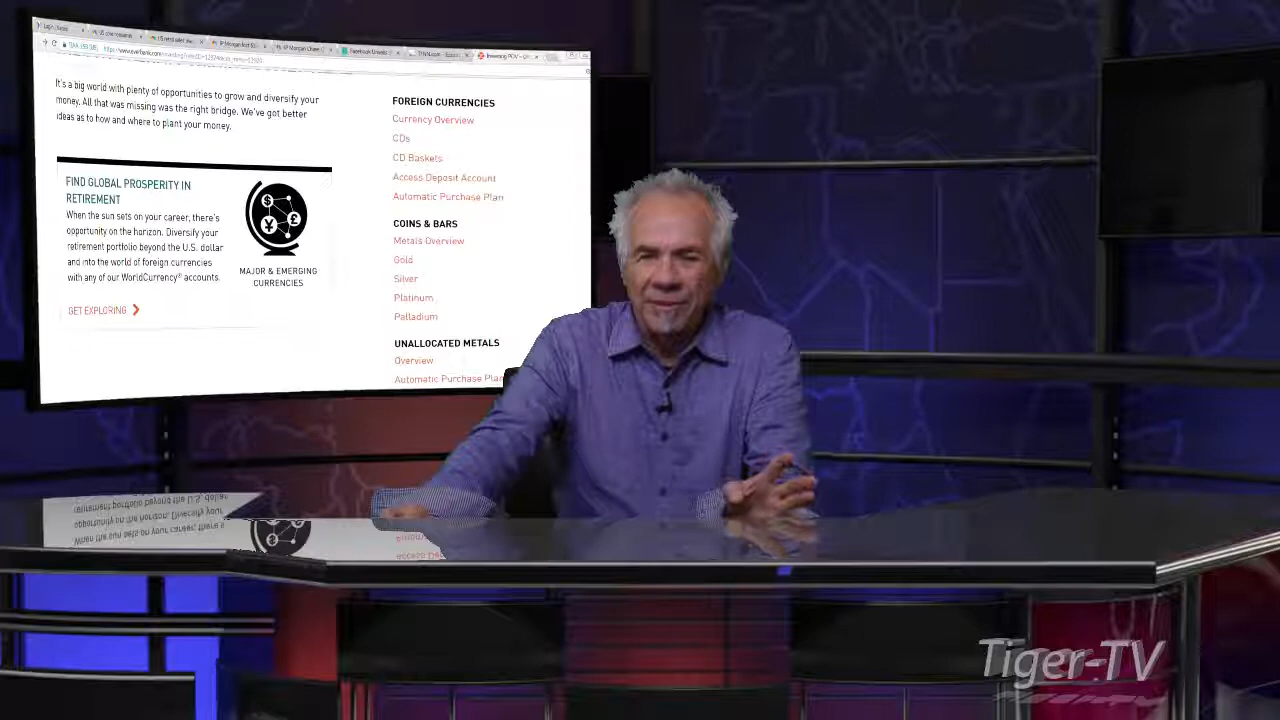 It's a big world with plenty of opportunities to grow and diversify your
money. All that was missing was the right bridge. We've got better
ideas as to how and where to plant your money.
FIND GLOBAL PROSPERITY IN
RETIREMENT
When the sun sets on your career, there's
opportunity on the horizon. Diversify your
retirement portfolio beyond the U.S. dollar
and into the world of foreign currencies
with any of our WorldCurrency® accounts.
GET EXPLORING
$
¥
£
MAJOR & EMERGING
CURRENCIES
FOREIGN CURRENCIES
Currency Overview
CDs
CD Baskets
Access Deposit Account
Automatic Purchase Plan
COINS & BARS
Metals Overview
Gold
Silver
Platinum
Palladium
UNALLOCATED METALS
Overview
Automatic Purchase Plan
Tiger-TV